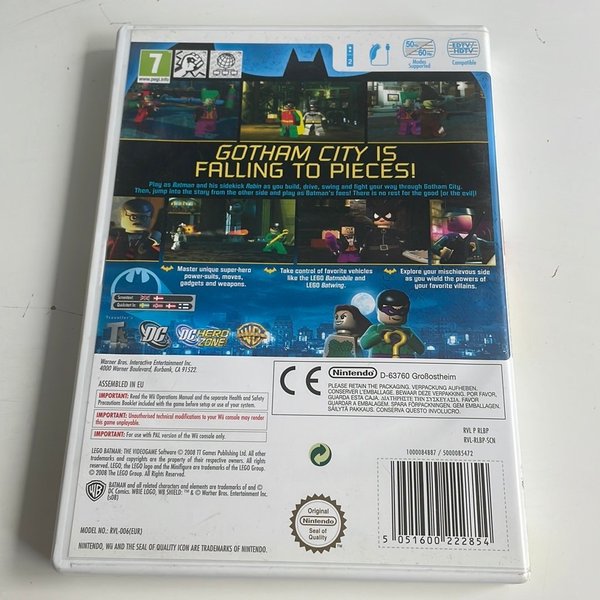 7
www.pegi.info
50Hz
60Hz
Modes
Supported
EDTV/
HDTV
Compatible
GOTHAM CITY IS
FALLING TO PIECES!
Play as Batman and his sidekick Robin as you build, drive, swing and fight your way through Gotham City.
Then, jump into the story from the other side and play as Batman's foes! There is no rest for the good (or the evil)!
Master unique super-hero
power-suits, moves,
gadgets and weapons.
Take control of favorite vehicles
like the LEGO Batmobile and
LEGO Batwing.
Explore your mischievous side
as you wield the powers of
your favorite villains.
Traveller's
T
DC
DC HERO
ZONE
WB
Warner Bros. Interactive Entertainment Inc.
4000 Warner Boulevard, Burbank, CA 91522.
ASSEMBLED IN EU
IMPORTANT: Read the Wii Operations Manual and the separate Health and Safety
Precautions Booklet included with the game before setup or use of your system.
IMPORTANT: Unauthorised technical modifications to your Wii console may render
this game unplayable.
IMPORTANT: For use with PAL version of the Wii console only.
LEGO BATMAN: THE VIDEOGAME Software © 2008 TT Games Publishing Ltd. All other
trademarks and copyrights are the property of their respective owners. All rights
reserved. LEGO, the LEGO logo and the Minifigure are trademarks of the LEGO Group.
© 2008 The LEGO Group. All rights reserved.
WB
BATMAN and all related characters and elements are trademarks of and ©
DC Comics. WBIE LOGO, WB SHIELD: ™ & © Warner Bros. Entertainment Inc.
(s08)
MODEL NO.: RVL-006(EUR)
NINTENDO, Wii AND THE SEAL OF QUALITY ICON ARE TRADEMARKS OF NINTENDO.
CE
Nintendo D-63760 Großostheim
PLEASE RETAIN THE PACKAGING. VERPACKUNG AUFHEBEN.
CONSERVER L'EMBALLAGE. BEWAAR DEZE VERPAKKING. POR FAVOR,
GUARDA ESTA CAJA. ΔΙΑΤΗΡΕΙΤΕ ΤΗΝ ΣΥΣΚΕΥΑΣΙΑ. POR FAVOR
GUARDAR A EMBALAGEM. SPAR FÖRPACKNINGEN. GEM EMBALLAGEN.
SÄILYTÄ PAKKAUS. CONSERVA QUESTO INVOLUCRO.
RVL P RLBP
RVL-RLBP-SCN
1000084887 / 5000085472
Original
Nintendo
Seal of
Quality
5 051600 222854